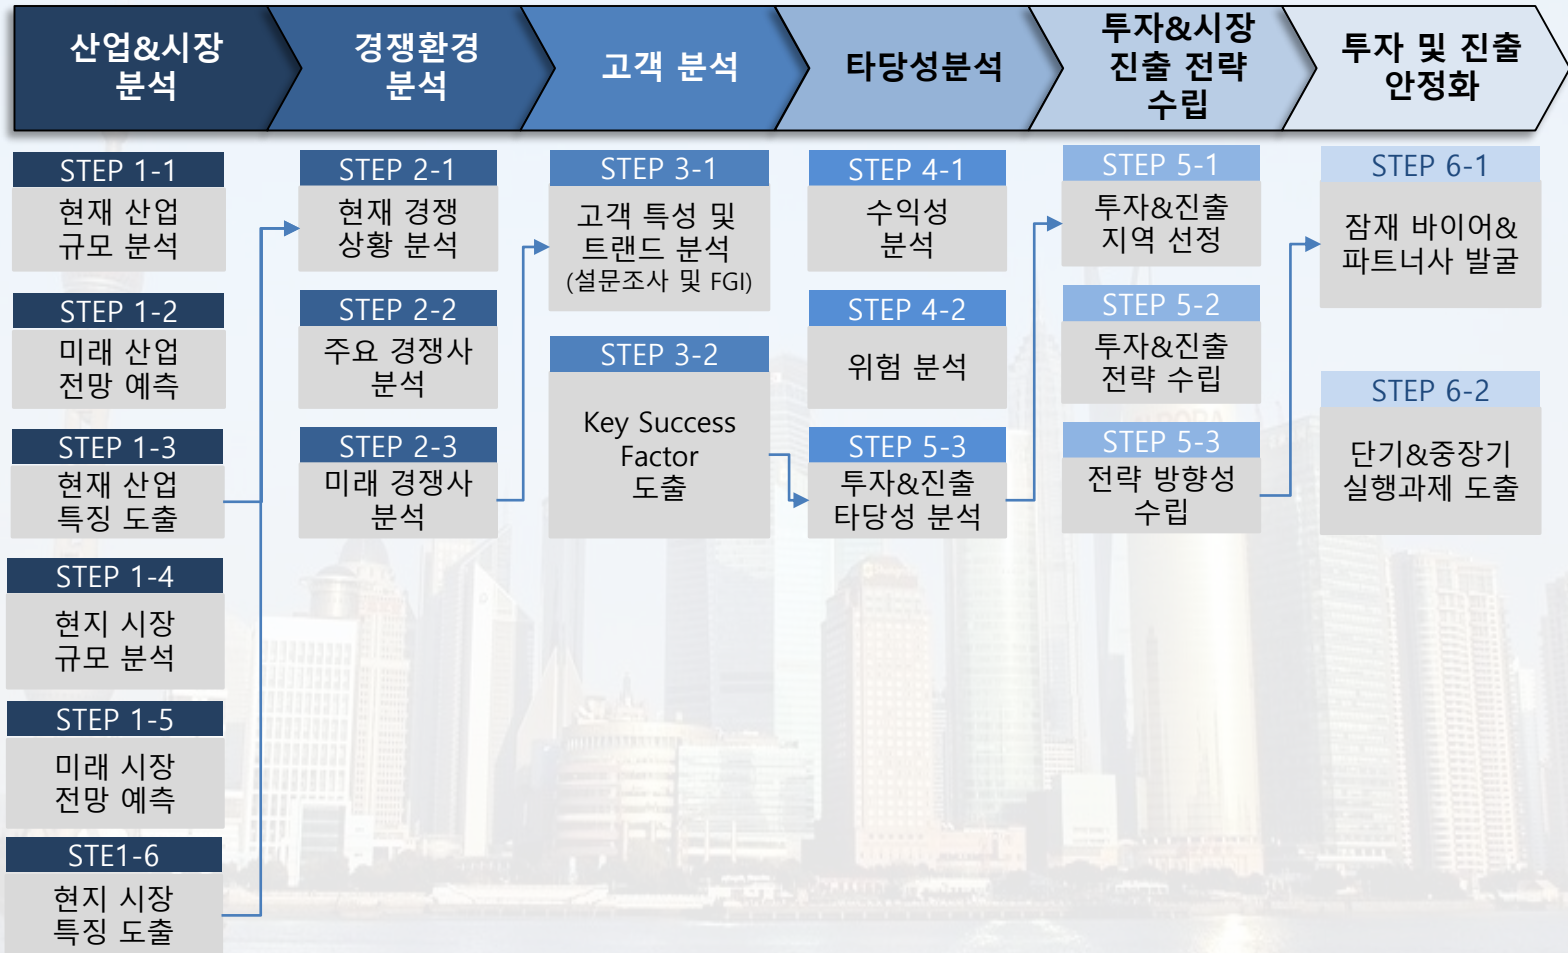 산업&시장
분석
경쟁환경
분석
고객 분석
타당성분석
투자&시장
진출 전략
수립
투자 및 진출
안정화
STEP 1-1
현재 산업
규모 분석
STEP 1-2
미래 산업
전망 예측
STEP 1-3
현재 산업
특징 도출
STEP 1-4
현지 시장
규모 분석
STEP 1-5
미래 시장
전망 예측
STE1-6
현지 시장
특징 도출
STEP 2-1
현재 경쟁
상황 분석
STEP 2-2
주요 경쟁사
분석
STEP 2-3
미래 경쟁사
분석
STEP 3-1
고객 특성 및
트랜드 분석
(설문조사 및 FGI)
STEP 3-2
Key Success
Factor
도출
STEP 4-1
수익성
분석
STEP 4-2
위험 분석
STEP 5-3
투자&진출
타당성 분석
STEP 5-1
투자&진출
지역 선정
STEP 5-2
투자&진출
전략 수립
STEP 5-3
전략 방향성
수립
STEP 6-1
잠재 바이어&
파트너사 발굴
STEP 6-2
단기&중장기
실행과제 도출